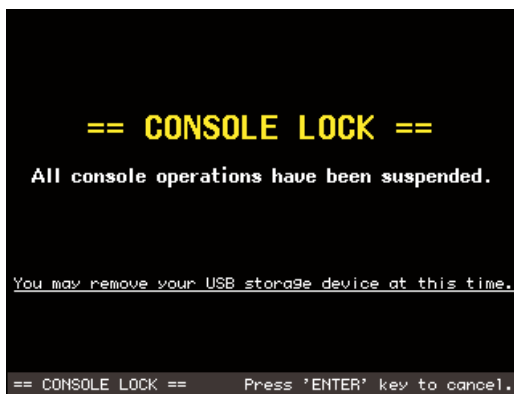 == CONSOLE LOCK ==
All console operations have been suspended.
You may remove your USB storage device at this time.
== CONSOLE LOCK == Press 'ENTER' key to cancel.